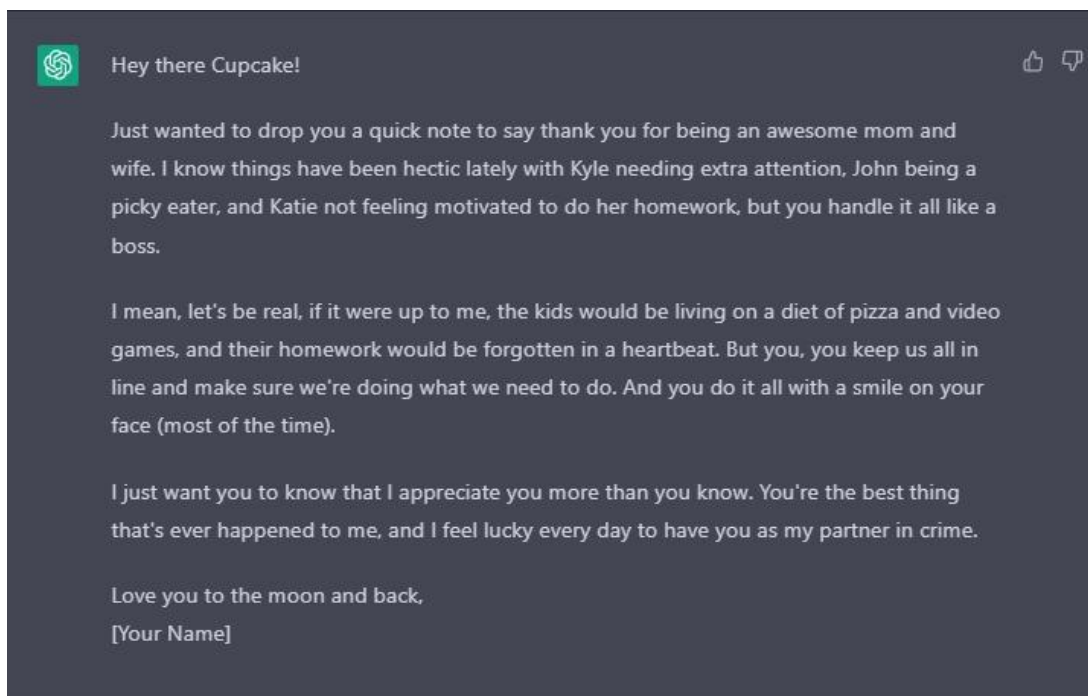 Hey there Cupcake!
Just wanted to drop you a quick note to say thank you for being an awesome mom and
wife. I know things have been hectic lately with Kyle needing extra attention, John being a
picky eater, and Katie not feeling motivated to do her homework, but you handle it all like a
boss.
I mean, let's be real, if it were up to me, the kids would be living on a diet of pizza and video
games, and their homework would be forgotten in a heartbeat. But you, you keep us all in
line and make sure we're doing what we need to do. And you do it all with a smile on your
face (most of the time).
I just want you to know that I appreciate you more than you know. You're the best thing
that's ever happened to me, and I feel lucky every day to have you as my partner in crime.
Love you to the moon and back,
[Your Name]